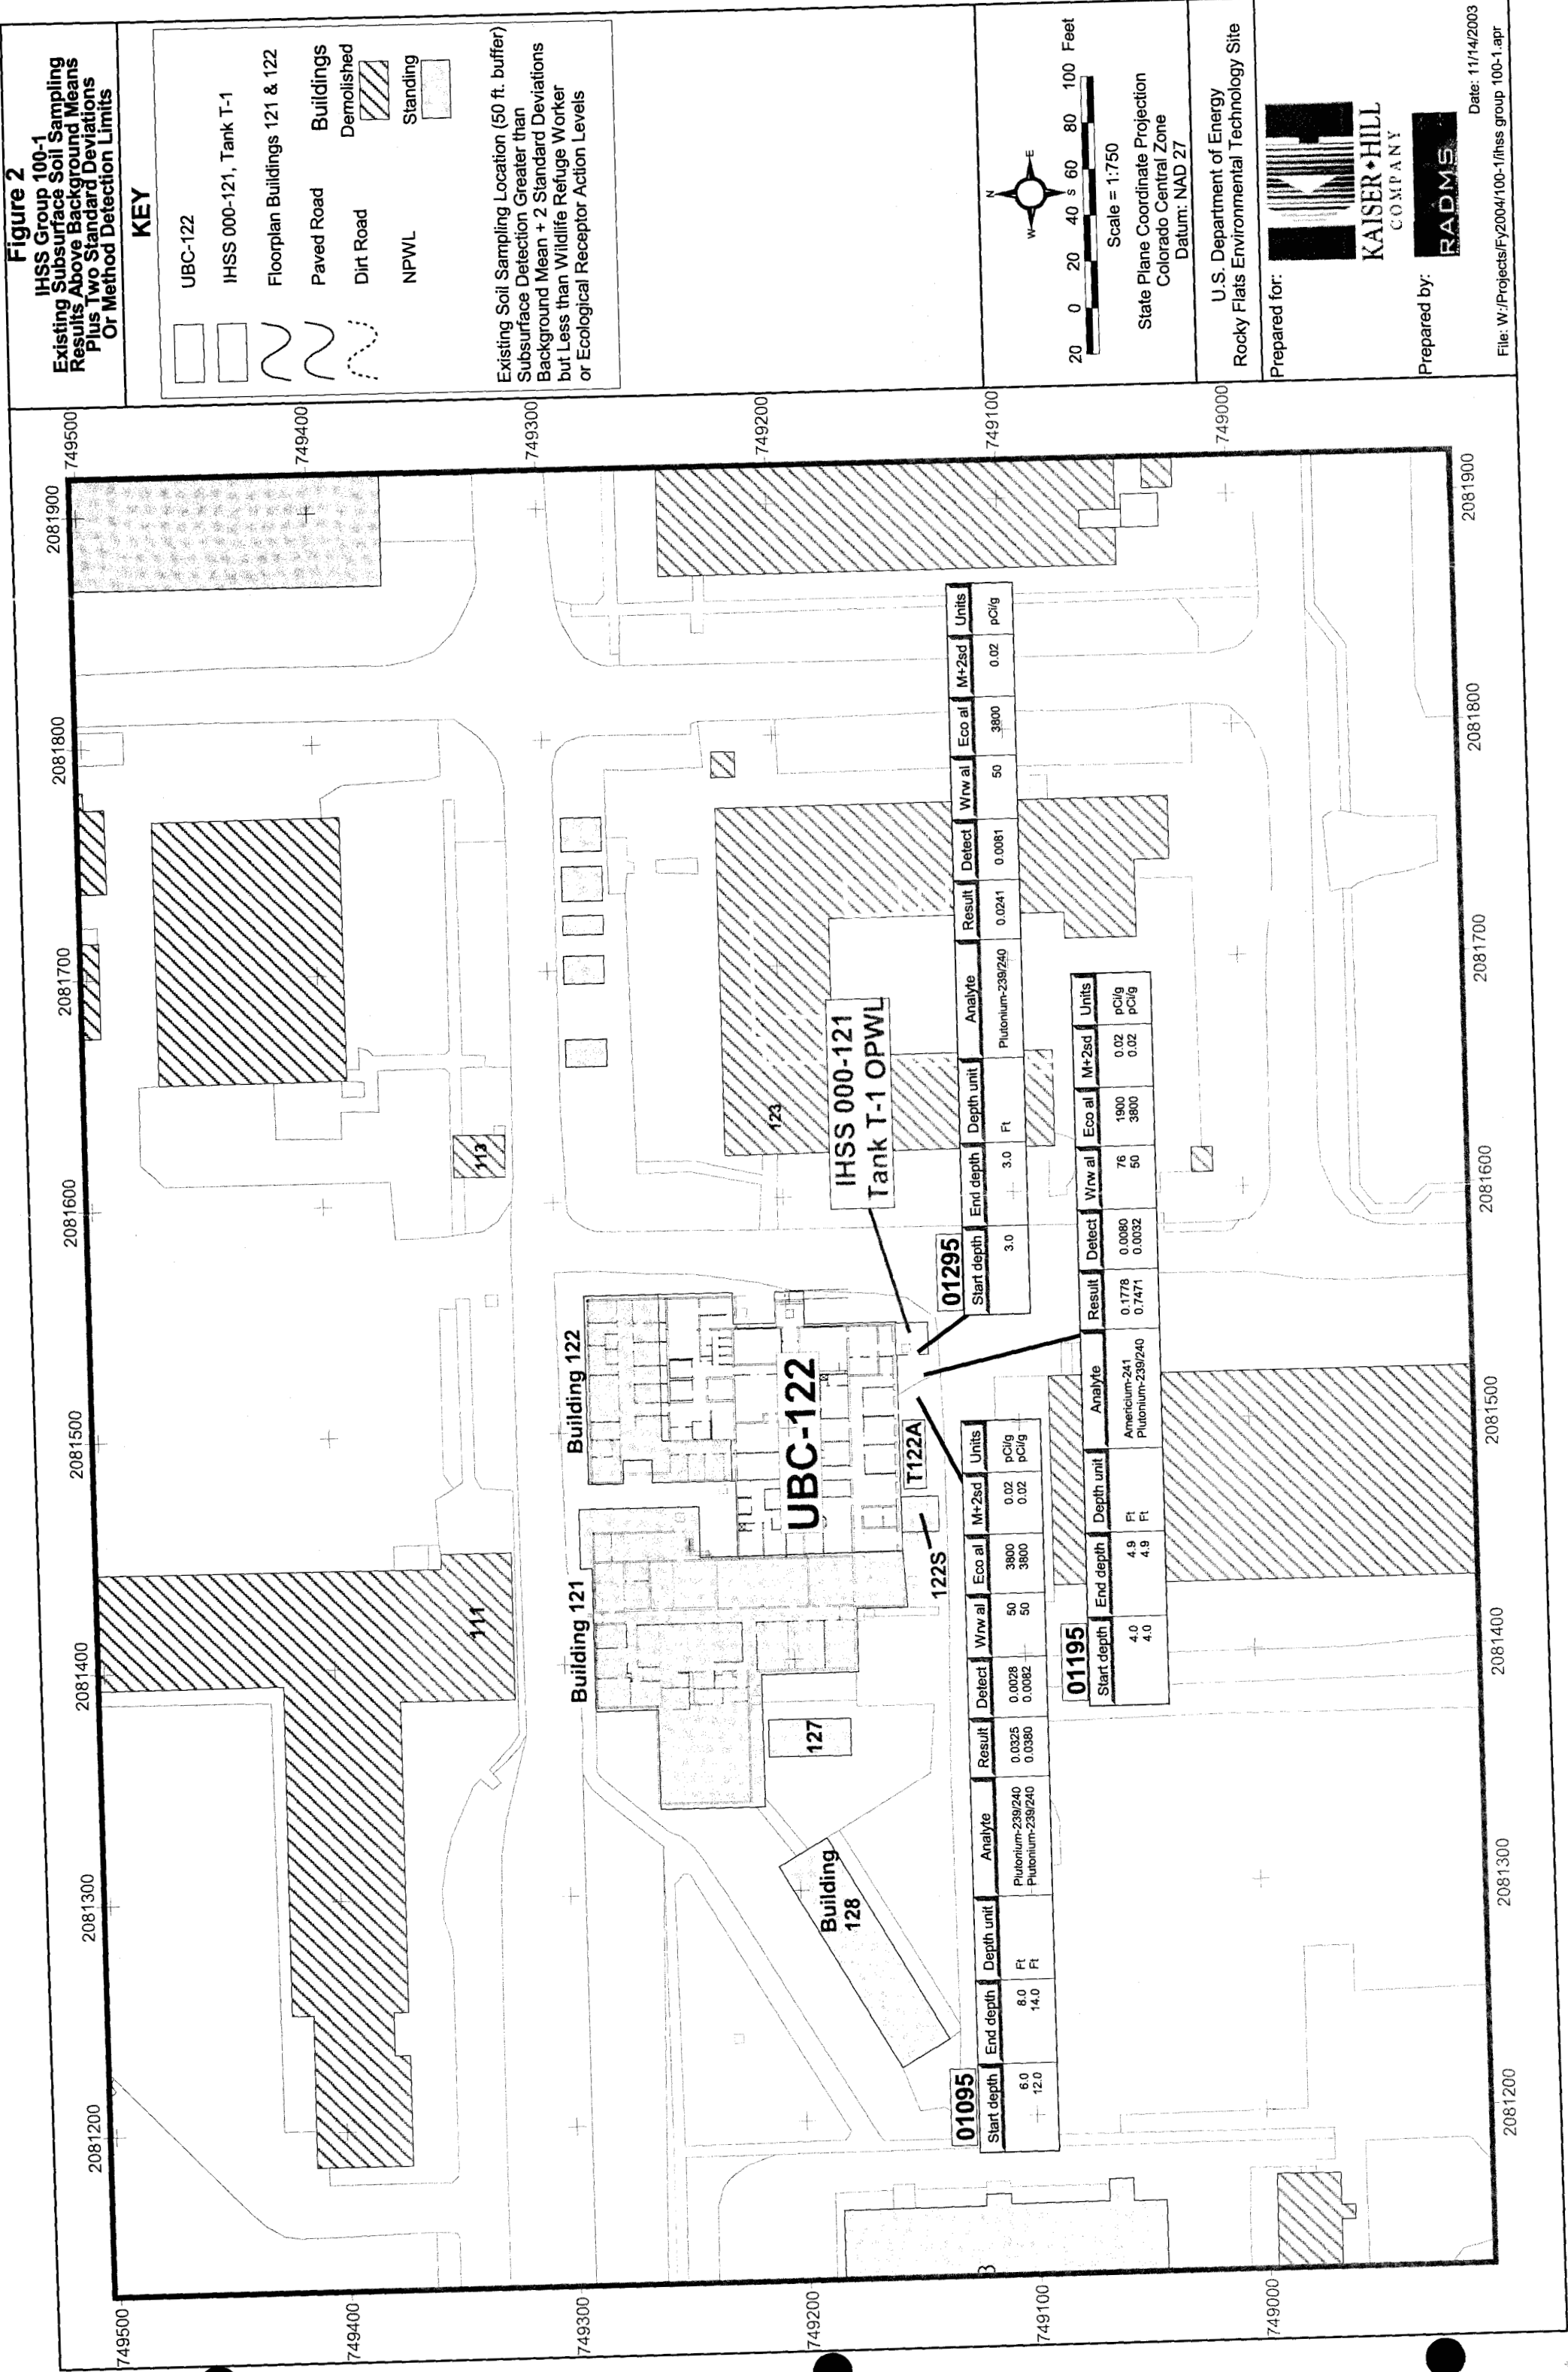 Figure 2
IHSS Group 100-1
Existing Subsurface Soil Sampling
Results Above Background Means
Plus Two Standard Deviations
Or Method Detection Limits
KEY
UBC-122
IHSS 000-121, Tank T-1
Floorplan Buildings 121 & 122
Paved Road
Dirt Road
NPWL
Buildings
Demolished
Standing
Existing Soil Sampling Location (50 ft. buffer)
Subsurface Detection Greater than
Background Mean + 2 Standard Deviations
but Less than Wildlife Refuge Worker
or Ecological Receptor Action Levels
N
W
E
S
20 0 20 40 60 80 100 Feet
Scale = 1:750
State Plane Coordinate Projection
Colorado Central Zone
Datum: NAD 27
U.S. Department of Energy
Rocky Flats Environmental Technology Site
Prepared for:
KAISER♦HILL
COMPANY
Prepared by:
RADMS
Date: 11/14/2003
File: W:/Projects/Fy2004/100-1/ihss group 100-1.apr
2081200 2081300 2081400 2081500 2081600 2081700 2081800 2081900
749500
749400
749300
749200
749100
749000
749500
749400
749300
749200
749100
749000
2081200 2081300 2081400 2081500 2081600 2081700 2081800 2081900
111
113
Building 121
Building 122
123
127
Building
128
UBC-122
T122A
122S
IHSS 000-121
Tank T-1 OPWL
01295
Start depth End depth Depth unit Analyte Result Detect Wrw al Eco al M+2sd Units
3.0 3.0 Ft Plutonium-239/240 0.0241 0.0081 50 3800 0.02 pCi/g
01095
Start depth End depth Depth unit Analyte Result Detect Wrw al Eco al M+2sd Units
6.0 8.0 Ft Plutonium-239/240 0.0325 0.0028 50 3800 0.02 pCi/g
12.0 14.0 Ft Plutonium-239/240 0.0380 0.0082 50 3800 0.02 pCi/g
01195
Start depth End depth Depth unit Analyte Result Detect Wrw al Eco al M+2sd Units
4.0 4.9 Ft Americium-241 0.1778 0.0080 76 1900 0.02 pCi/g
4.0 4.9 Ft Plutonium-239/240 0.7471 0.0032 50 3800 0.02 pCi/g